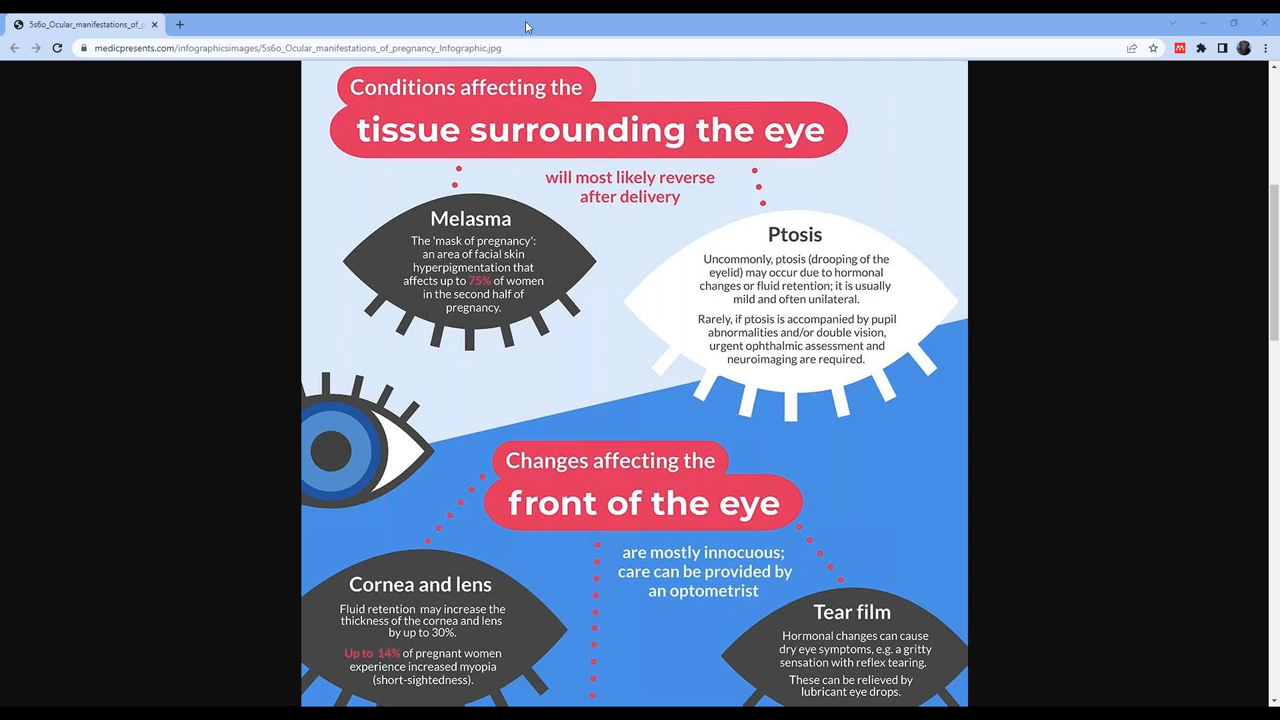 5s6o_Ocular_manifestations_of_p
medicpresents.com/infographicsimages/5s6o_Ocular_manifestations_of_pregnancy_Infographic.jpg
Conditions affecting the
tissue surrounding the eye
will most likely reverse
after delivery
Melasma
The 'mask of pregnancy':
an area of facial skin
hyperpigmentation that
affects up to 75% of women
in the second half of
pregnancy.
Ptosis
Uncommonly, ptosis (drooping of the
eyelid) may occur due to hormonal
changes or fluid retention; it is usually
mild and often unilateral.
Rarely, if ptosis is accompanied by pupil
abnormalities and/or double vision,
urgent ophthalmic assessment and
neuroimaging are required.
Changes affecting the
front of the eye
are mostly innocuous;
care can be provided by
an optometrist
Cornea and lens
Fluid retention may increase the
thickness of the cornea and lens
by up to 30%.
Up to 14% of pregnant women
experience increased myopia
(short-sightedness).
Tear film
Hormonal changes can cause
dry eye symptoms, e.g. a gritty
sensation with reflex tearing.
These can be relieved by
lubricant eye drops.